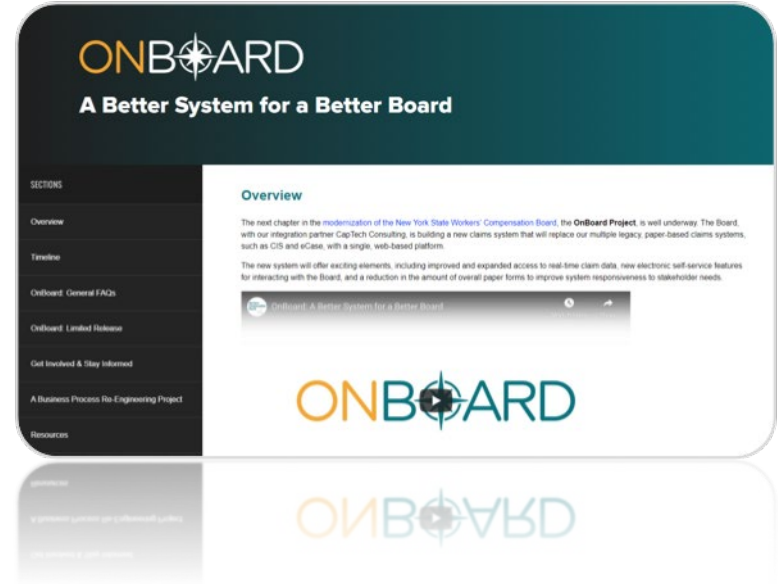 ONBOARD
A Better System for a Better Board
SECTIONS
Overview
Timeline
OnBoard: General FAQs
OnBoard: Limited Release
Get Involved & Stay Informed
A Business Process Re-Engineering Project
Resources
Overview
The next chapter in the modernization of the New York State Workers' Compensation Board, the OnBoard Project, is well underway. The Board,
with our integration partner CapTech Consulting, is building a new claims system that will replace our multiple legacy, paper-based claims systems,
such as CIS and eCase, with a single, web-based platform.
The new system will offer exciting elements, including improved and expanded access to real-time claim data, new electronic self-service features
for interacting with the Board, and a reduction in the amount of overall paper forms to improve system responsiveness to stakeholder needs.
OnBoard: A Better System for a Better Board
ONBOARD